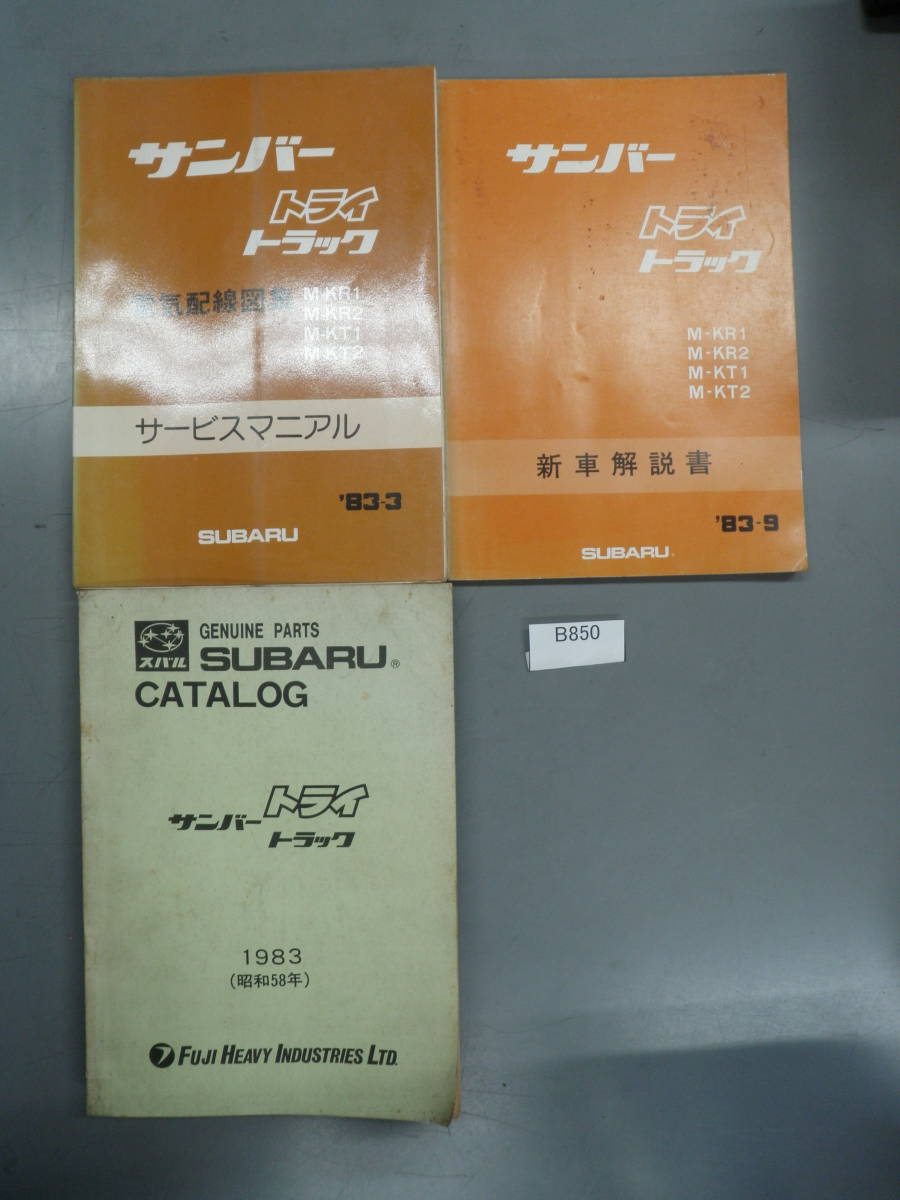 サンバー
トライ
トラック
電気配線図集
M-KR1
M-KR2
M-KT1
M-KT2
サービスマニアル
'83-3
SUBARU
サンバー
トライ
トラック
M-KR1
M-KR2
M-KT1
M-KT2
新車解説書
'83-9
SUBARU®
B850
スバル
GENUINE PARTS
SUBARU®
CATALOG
サンバー トライ
トラック
1983
(昭和58年)
FUJI HEAVY INDUSTRIES LTD.